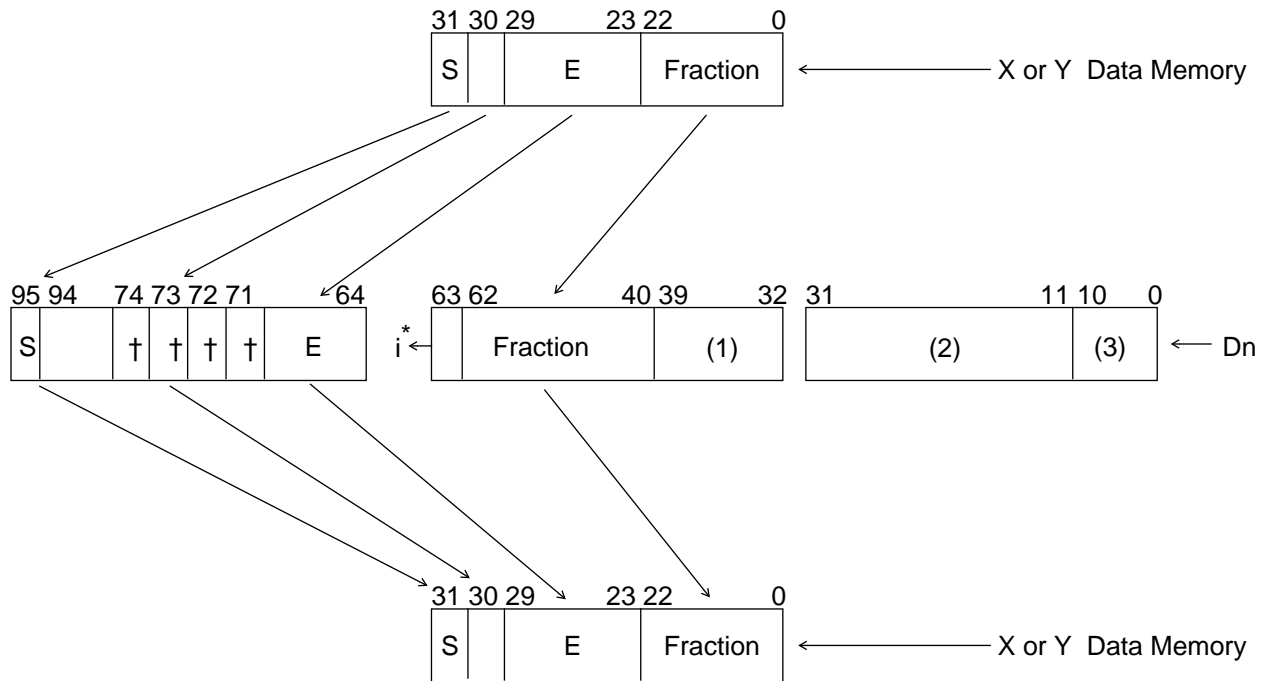 31 30 29 23 22 0
S E Fraction X or Y Data Memory
95 94 74 73 72 71 64 63 62 40 39 32 31 11 10 0
S † † † † E i* Fraction (1) (2) (3) Dn
31 30 29 23 22 0
S E Fraction X or Y Data Memory